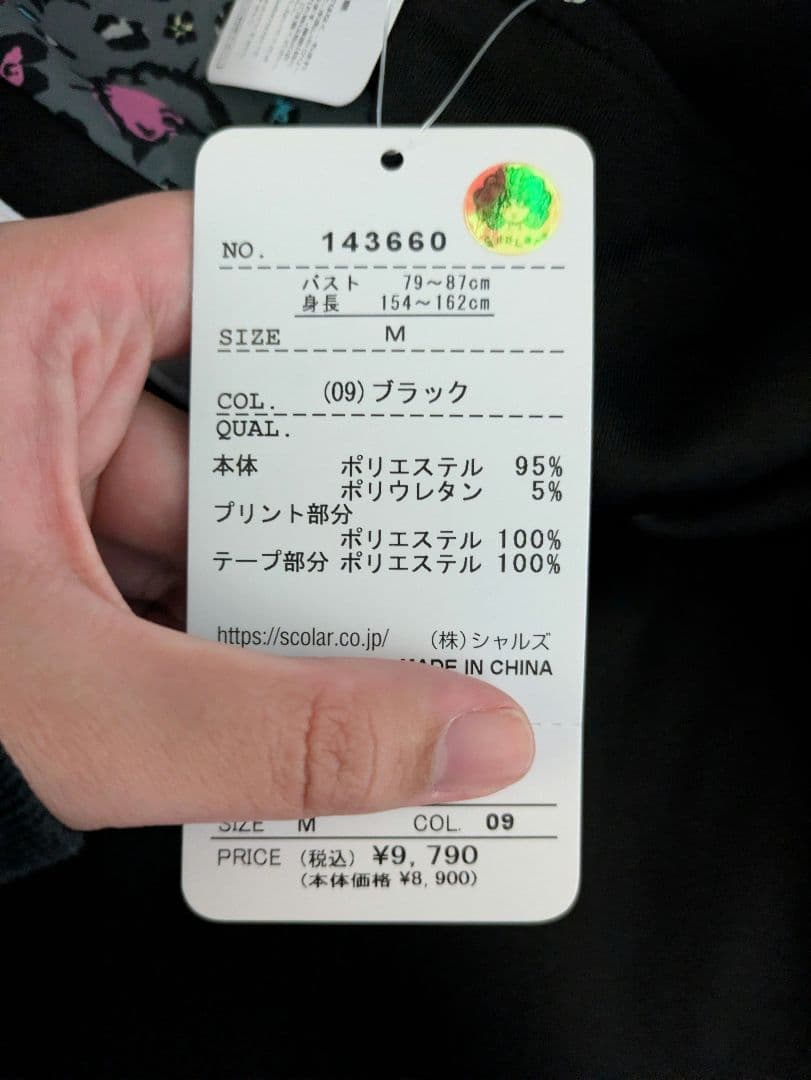 NO. 143660
バスト 79～87cm
身長 154～162cm
SIZE M
COL. (09)ブラック
QUAL.
本体 ポリエステル 95%
ポリウレタン 5%
プリント部分
ポリエステル 100%
テープ部分 ポリエステル 100%
https://scolar.co.jp/ (株)シャルズ
MADE IN CHINA
SIZE M COL. 09
PRICE (税込) ¥9,790
(本体価格 ¥8,900)